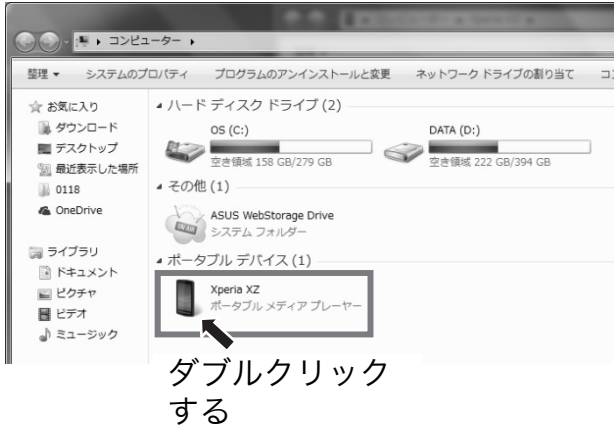 コンピューター
整理 システムのプロパティ プログラムのアンインストールと変更 ネットワーク ドライブの割り当て
お気に入り
ダウンロード
デスクトップ
最近表示した場所
0118
OneDrive
ライブラリ
ドキュメント
ピクチャ
ビデオ
ミュージック
ハード ディスク ドライブ (2)
OS (C:)
空き領域 158 GB/279 GB
DATA (D:)
空き領域 222 GB/394 GB
その他 (1)
ON AIR
ASUS WebStorage Drive
システム フォルダー
ポータブル デバイス (1)
Xperia XZ
ポータブル メディア プレーヤー
ダブルクリック
する